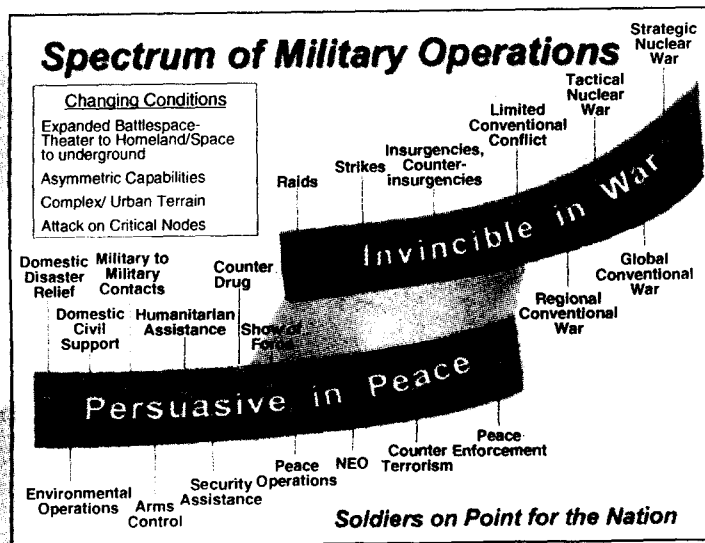 Spectrum of Military Operations
Changing Conditions
Expanded Battlespace-
Theater to Homeland/Space
to underground
Asymmetric Capabilities
Complex/ Urban Terrain
Attack on Critical Nodes
Raids
Strikes
Insurgencies,
Counter-
insurgencies
Limited
Conventional
Conflict
Tactical
Nuclear
War
Strategic
Nuclear
War
Invincible in War
Regional
Conventional
War
Global
Conventional
War
Domestic
Disaster
Relief
Domestic
Civil
Support
Military to
Military
Contacts
Humanitarian
Assistance
Counter
Drug
Show of
Force
Persuasive in Peace
Environmental
Operations
Arms
Control
Security
Assistance
Peace
Operations
NEO
Counter
Terrorism
Peace
Enforcement
Soldiers on Point for the Nation